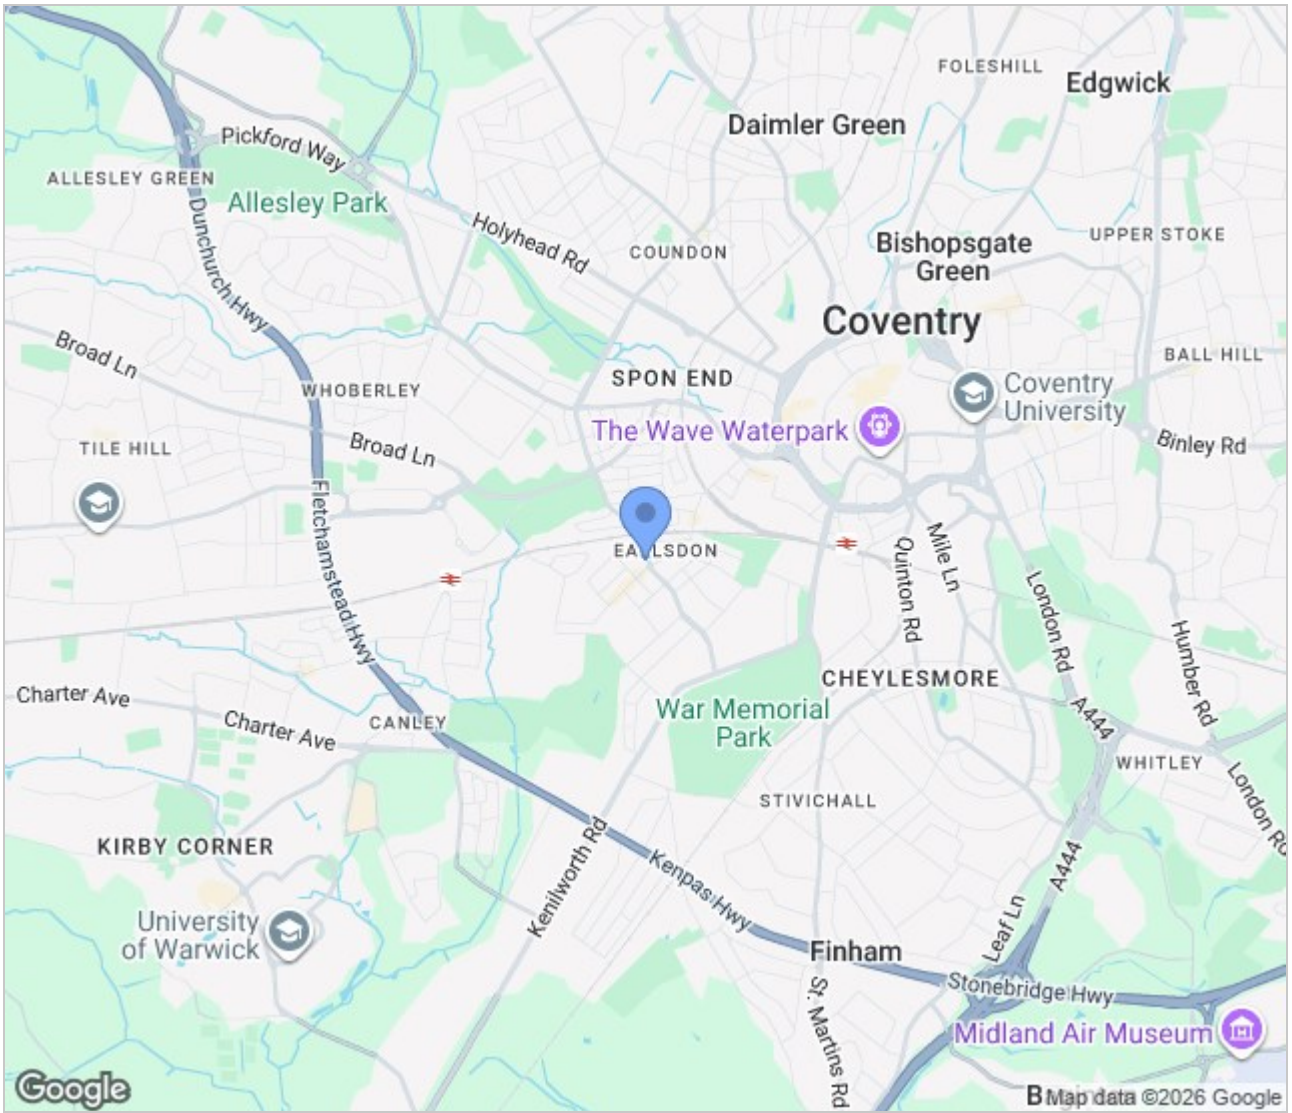 FOLESHILL
Edgwick
Daimler Green
Pickford Way
ALLESLEY GREEN
Allesley Park
Dunchurch Hwy
Holyhead Rd
COUNDON
Bishopsgate
Green
UPPER STOKE
Coventry
Broad Ln
WHOBERLEY
SPON END
BALL HILL
Coventry
University
The Wave Waterpark
TILE HILL
Broad Ln
Binley Rd
Fletchamstead Hwy
EARLSDON
Quinton Rd
Mile Ln
London Rd
Humber Rd
Charter Ave
Charter Ave
CANLEY
War Memorial
Park
CHEYLESMORE
A444
WHITLEY
London Rd
STIVICHALL
KIRBY CORNER
Kenilworth Rd
Kenpas Hwy
A444
University
of Warwick
Leaf Ln
Finham
Stonebridge Hwy
St. Martins Rd
Midland Air Museum
Google
Baginton
Map data ©2026 Google